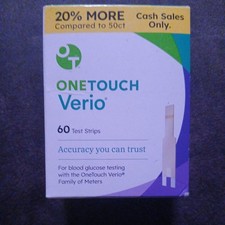 20% MORE
Compared to 50ct
Cash Sales
Only.
OT
ONETOUCH
Verio®
60 Test Strips
Accuracy you can trust
For blood glucose testing
with the OneTouch Verio®
Family of Meters